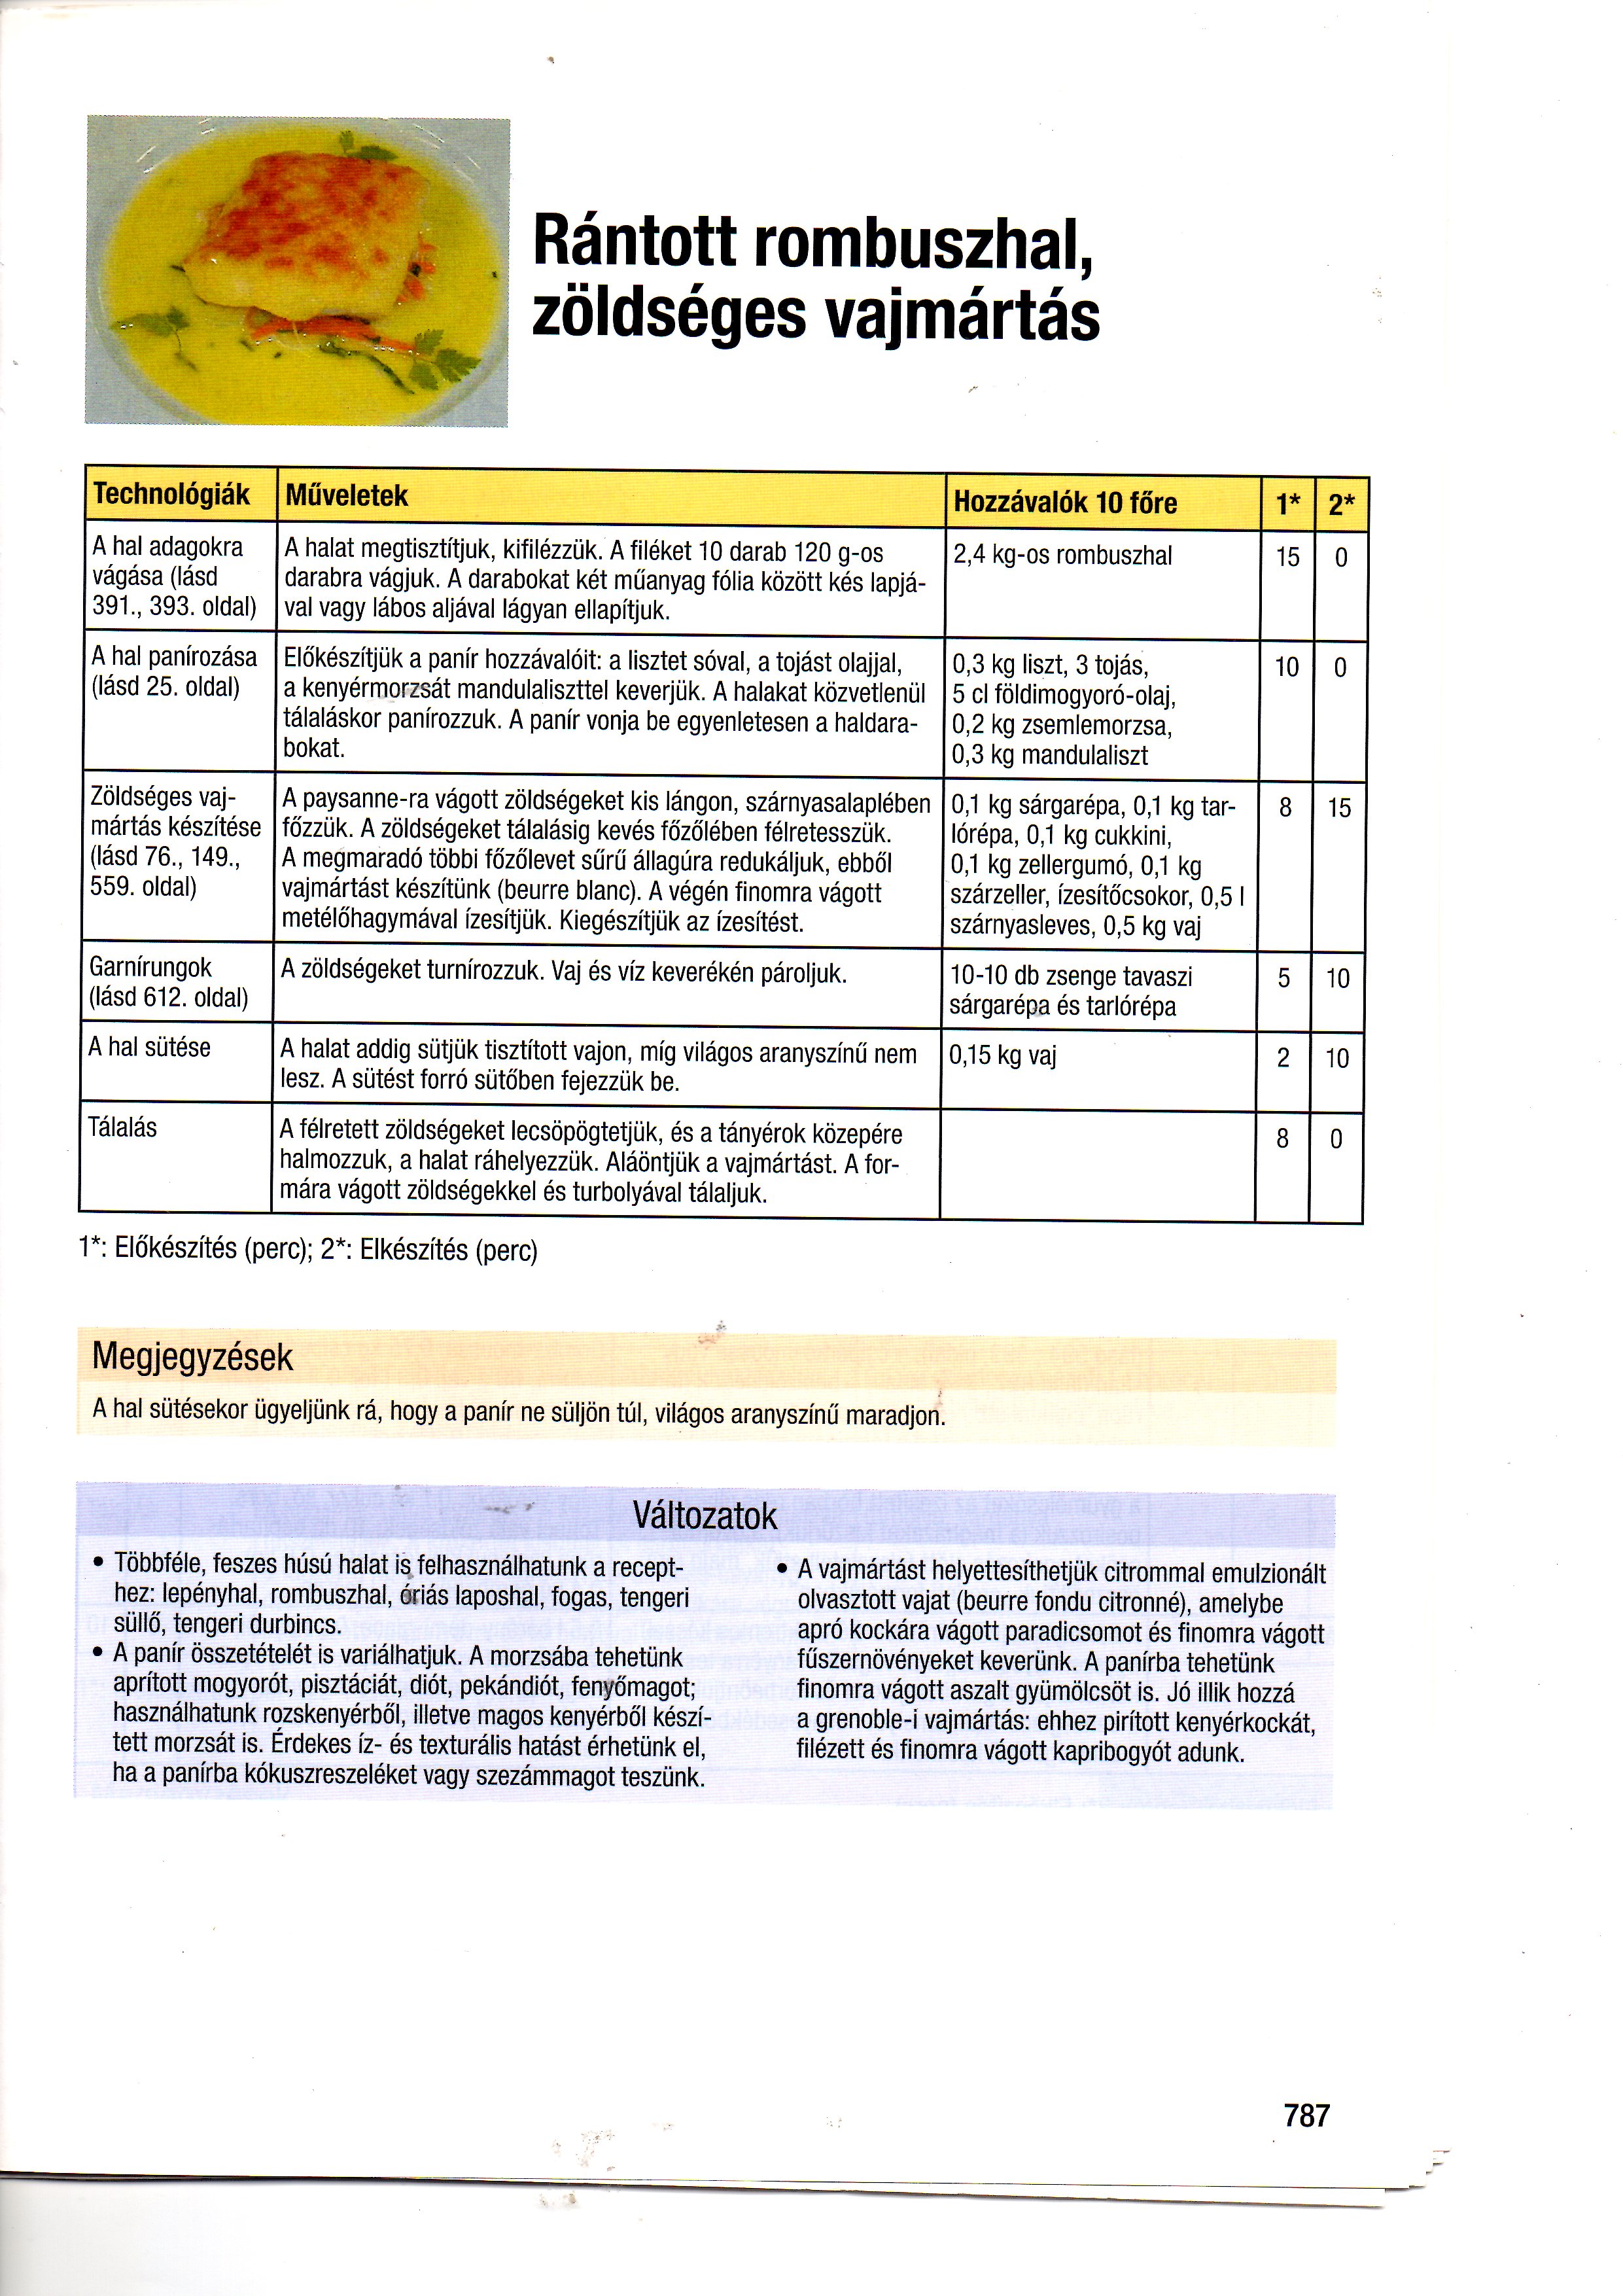 Rántott rombuszhal,
zöldséges vajmártás
Technológiák Műveletek Hozzávalók 10 főre 1* 2*
A hal adagokra
vágása (lásd
391., 393. oldal)
A halat megtisztítjuk, kifilézzük. A filéket 10 darab 120 g-os
darabra vágjuk. A darabokat két műanyag fólia között kés lapjá-
val vagy lábos aljával lágyan ellapítjuk.
2,4 kg-os rombuszhal
15 0
A hal panírozása
(lásd 25. oldal)
Előkészítjük a panír hozzávalóit: a lisztet sóval, a tojást olajjal,
a kenyérmorzsát mandulaliszttel keverjük. A halakat közvetlenül
tálaláskor panírozzuk. A panír vonja be egyenletesen a haldara-
bokat.
0,3 kg liszt, 3 tojás,
5 cl földimogyoró-olaj,
0,2 kg zsemlemorzsa,
0,3 kg mandulaliszt
10 0
Zöldséges vaj-
mártás készítése
(lásd 76., 149.,
559. oldal)
A paysanne-ra vágott zöldségeket kis lángon, szárnyasalaplében
főzzük. A zöldségeket tálalásig kevés főzőlében félretesszük.
A megmaradó többi főzőlevet sűrű állagúra redukáljuk, ebből
vajmártást készítünk (beurre blanc). A végén finomra vágott
metélőhagymával ízesítjük. Kiegészítjük az ízesítést.
0,1 kg sárgarépa, 0,1 kg tar-
lórépa, 0,1 kg cukkini,
0,1 kg zellergumó, 0,1 kg
szárzeller, ízesítőcsokor, 0,5 l
szárnyasleves, 0,5 kg vaj
8 15
Garnírungok
(lásd 612. oldal)
A zöldségeket turnírozzuk. Vaj és víz keverékén pároljuk.
10-10 db zsenge tavaszi
sárgarépa és tarlórépa
5 10
A hal sütése
A halat addig sütjük tisztított vajon, míg világos aranyszínű nem
lesz. A sütést forró sütőben fejezzük be.
0,15 kg vaj
2 10
Tálalás
A félretett zöldségeket lecsöpögtetjük, és a tányérok közepére
halmozzuk, a halat ráhelyezzük. Aláöntjük a vajmártást. A for-
mára vágott zöldségekkel és turbolyával tálaljuk.
8 0
1*: Előkészítés (perc); 2*: Elkészítés (perc)
Megjegyzések
A hal sütésekor ügyeljünk rá, hogy a panír ne süljön túl, világos aranyszínű maradjon.
Változatok
• Többféle, feszes húsú halat is felhasználhatunk a recept-
hez: lepényhal, rombuszhal, óriás laposhal, fogas, tengeri
süllő, tengeri durbincs.
• A panír összetételét is variálhatjuk. A morzsába tehetünk
aprított mogyorót, pisztáciát, diót, pekándiót, fenyőmagot;
használhatunk rozskenyérből, illetve magos kenyérből készí-
tett morzsát is. Érdekes íz- és texturális hatást érhetünk el,
ha a panírba kókuszreszeléket vagy szezámmagot teszünk.
• A vajmártást helyettesíthetjük citrommal emulzionált
olvasztott vajat (beurre fondu citronné), amelybe
apró kockára vágott paradicsomot és finomra vágott
fűszernövényeket keverünk. A panírba tehetünk
finomra vágott aszalt gyümölcsöt is. Jó illik hozzá
a grenoble-i vajmártás: ehhez pirított kenyérkockát,
filézett és finomra vágott kapribogyót adunk.
787